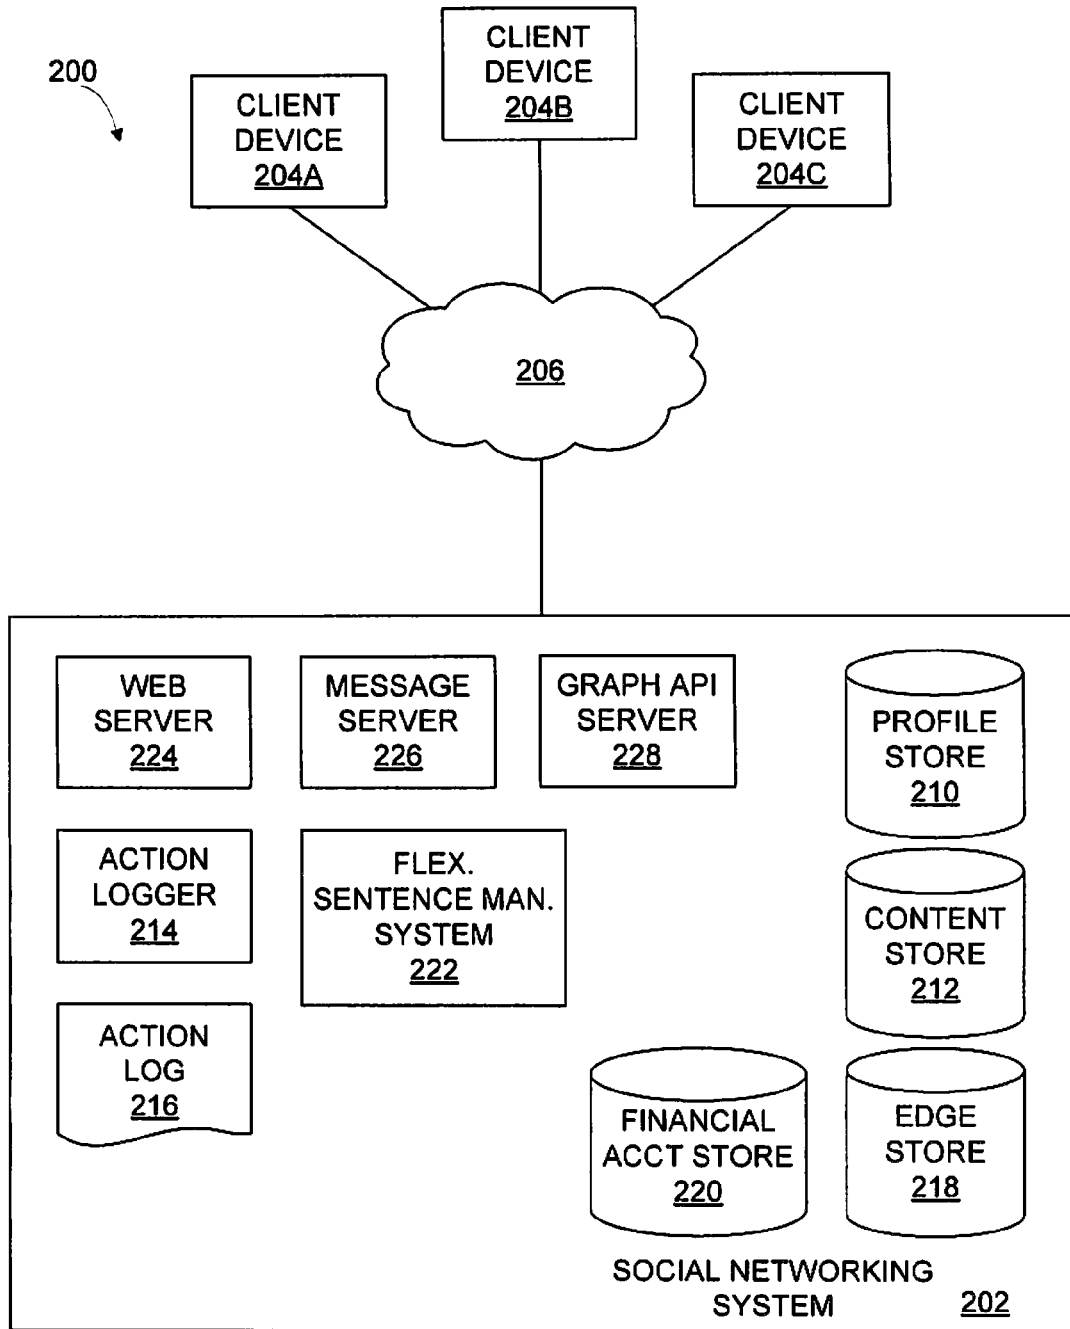 200
CLIENT
DEVICE
204A
CLIENT
DEVICE
204B
CLIENT
DEVICE
204C
206
WEB
SERVER
224
MESSAGE
SERVER
226
GRAPH API
SERVER
228
PROFILE
STORE
210
ACTION
LOGGER
214
FLEX.
SENTENCE MAN.
SYSTEM
222
CONTENT
STORE
212
ACTION
LOG
216
FINANCIAL
ACCT STORE
220
EDGE
STORE
218
SOCIAL NETWORKING
SYSTEM
202